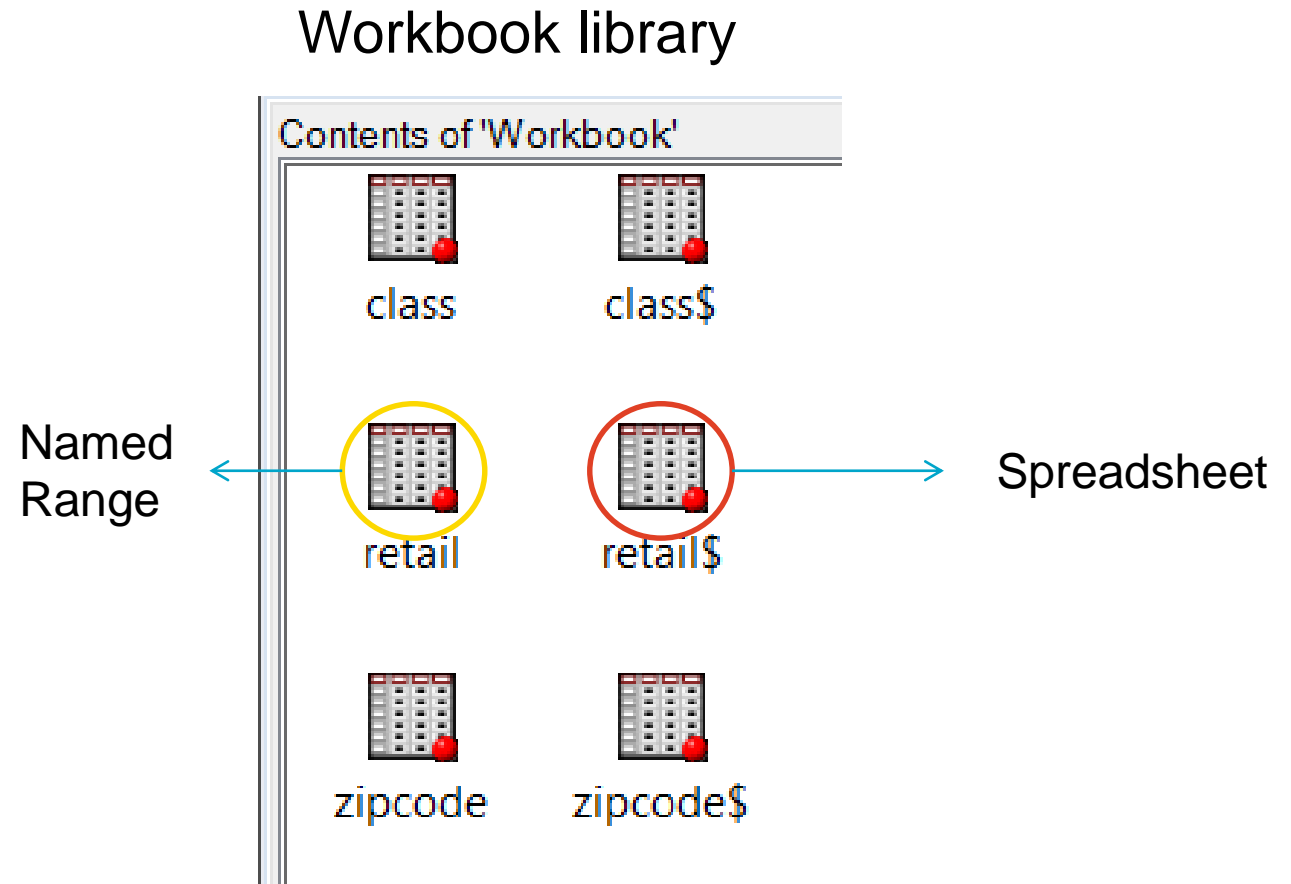 Workbook library
Contents of 'Workbook'
class class$
Named
Range
Spreadsheet
retail retail$
zipcode zipcode$